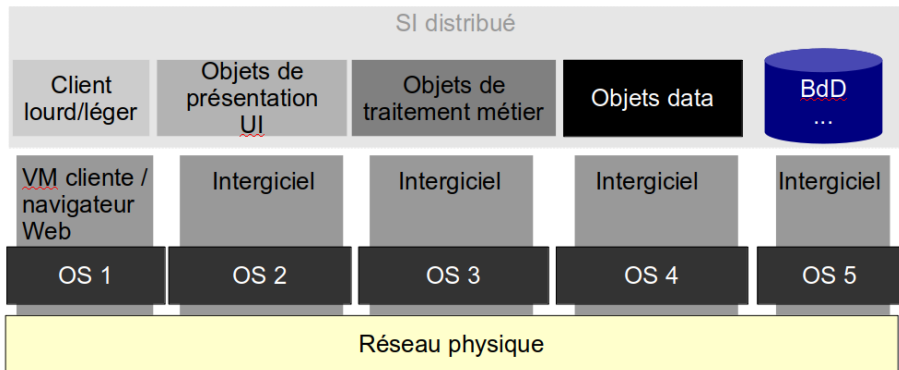 SI distribué
Client
lourd/léger
Objets de
présentation
UI
Objets de
traitement métier
Objets data
BdD
...
VM cliente /
navigateur
Web
Intergiciel
Intergiciel
Intergiciel
Intergiciel
OS 1
OS 2
OS 3
OS 4
OS 5
Réseau physique